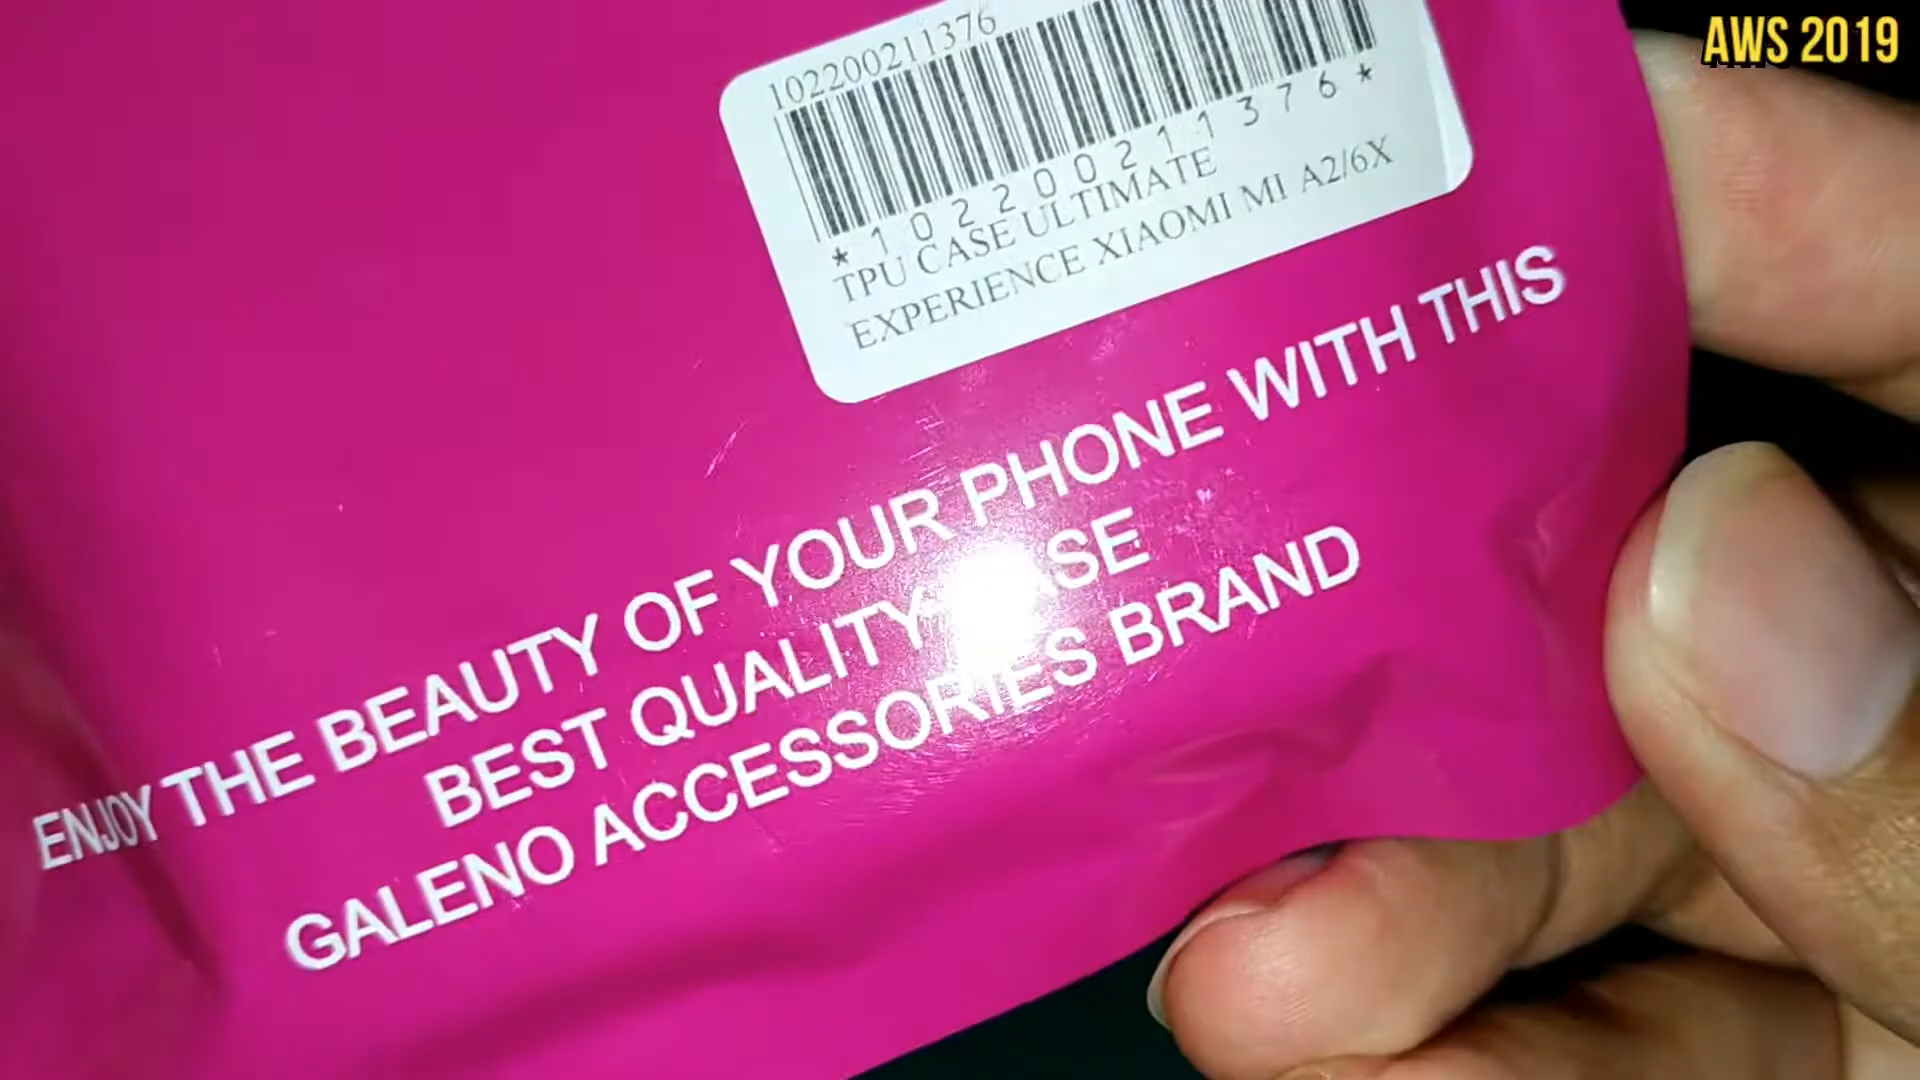 AWS 2019
102200211376
*102200211376*
TPU CASE ULTIMATE
EXPERIENCE XIAOMI MI A2/6X
ENJOY THE BEAUTY OF YOUR PHONE WITH THIS
BEST QUALITY CASE
GALENO ACCESSORIES BRAND